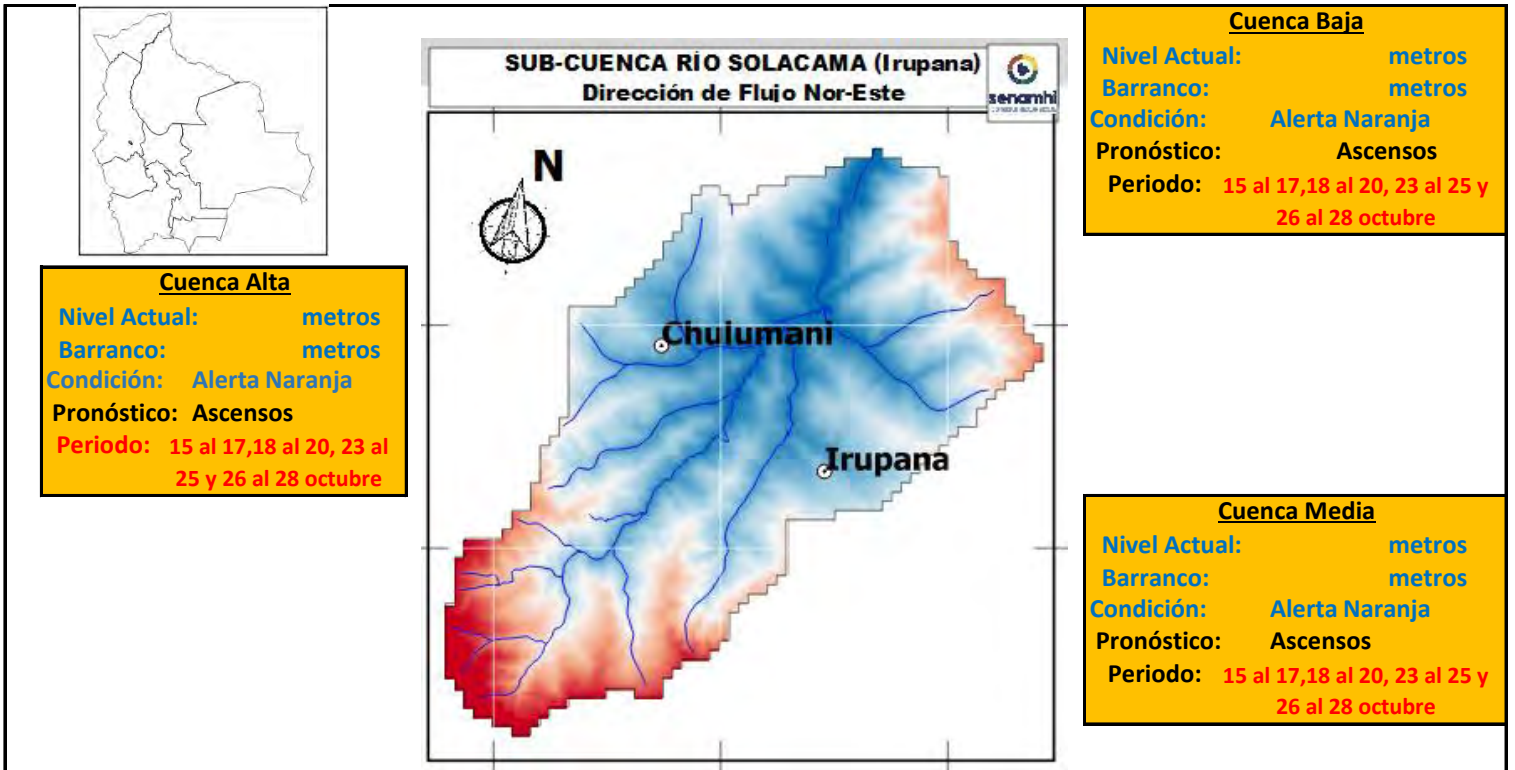 SUB-CUENCA RÍO SOLACAMA (Irupana)
Dirección de Flujo Nor-Este
senamhi
N
Chulumani
Irupana
Cuenca Alta
Nivel Actual: metros
Barranco: metros
Condición: Alerta Naranja
Pronóstico: Ascensos
Periodo: 15 al 17,18 al 20, 23 al
25 y 26 al 28 octubre
Cuenca Baja
Nivel Actual: metros
Barranco: metros
Condición: Alerta Naranja
Pronóstico: Ascensos
Periodo: 15 al 17,18 al 20, 23 al 25 y
26 al 28 octubre
Cuenca Media
Nivel Actual: metros
Barranco: metros
Condición: Alerta Naranja
Pronóstico: Ascensos
Periodo: 15 al 17,18 al 20, 23 al 25 y
26 al 28 octubre